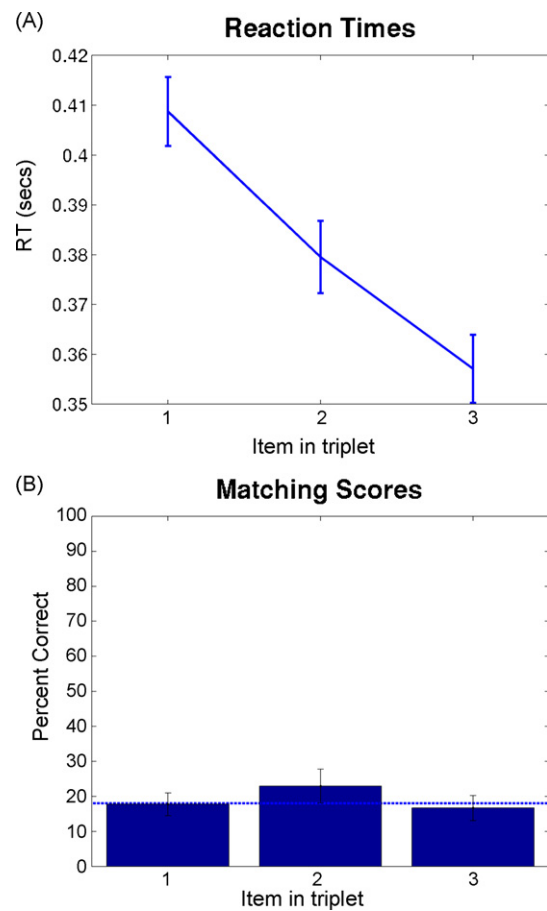 (A)
Reaction Times
0.42
0.41
0.4
0.39
0.38
0.37
0.36
0.35
RT (secs)
1 2 3
Item in triplet
(B)
Matching Scores
100
90
80
70
60
50
40
30
20
10
0
Percent Correct
1 2 3
Item in triplet